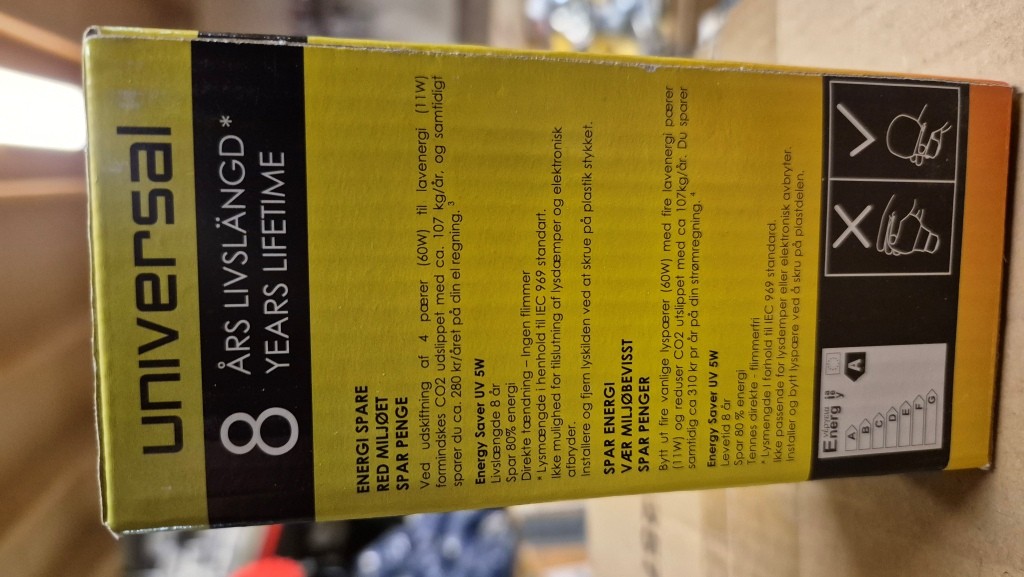 universal
8 ÅRS LIVSLÄNGD *
YEARS LIFETIME
ENERGI SPARE
RED MILJØET
SPAR PENGE
Ved udskiftning af 4 pærer (60W) til lavenergi (11W)
formindskes CO2 udslippet med ca. 107 kg/år, og samtidigt
sparer du ca. 280 kr/året på din el regning. 3
Energy Saver UV 5W
Livslængde 8 år
Spar 80% energi
Direkte tændning – Ingen flimmer
* Lysmængde i henhold til IEC 969 standart.
Ikke mulighed for tilslutning af lysdæmper og elektronisk
afbryder.
Installere og fjern lyskilden ved at skrue på plastik stykket.
SPAR ENERGI
VÆR MILJØBEVISST
SPAR PENGER
Bytt ut fire vanlige lyspærer (60W) med fire lavenergi pærer
(11W) og reduser CO2 utslippet med ca 107kg/år. Du sparer
samtidig ca 310 kr pr år på din strømregning. 4
Energy Saver UV 5W
Levetid 8 år
Spar 80 % energi
Tennes direkte - flimmerfri
* Lysmengde i forhold til IEC 969 standard.
Ikke passende for lysdemper eller elektronisk avbryter.
Installer og bytt lyspære ved å skru på plastdelen.
Energ
A
B
C
D
E
F
G
A